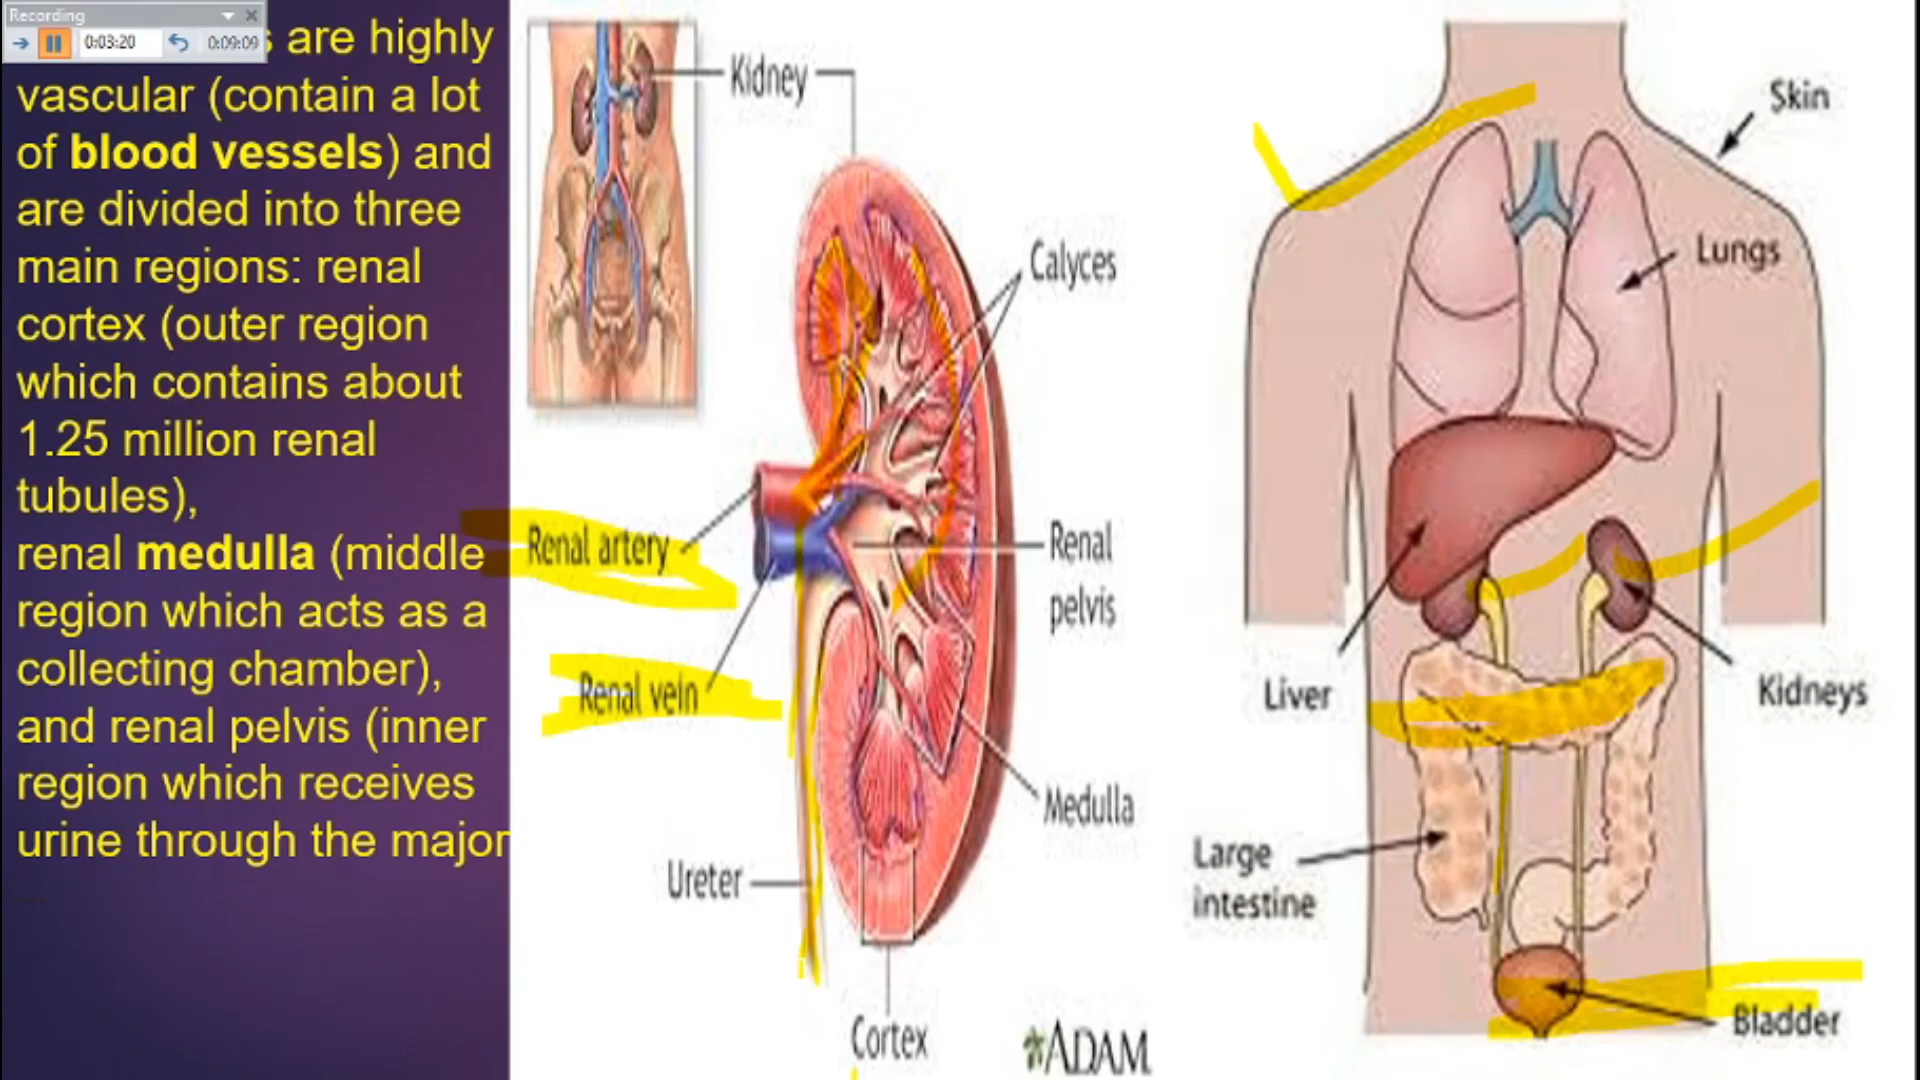 Recording
0:03:20
0:09:09
are highly
vascular (contain a lot
of blood vessels) and
are divided into three
main regions: renal
cortex (outer region
which contains about
1.25 million renal
tubules),
renal medulla (middle
region which acts as a
collecting chamber),
and renal pelvis (inner
region which receives
urine through the major
Kidney
Calyces
Renal artery
Renal
pelvis
Renal vein
Medulla
Ureter
Cortex
ADAM
Skin
Lungs
Liver
Kidneys
Large
intestine
Bladder